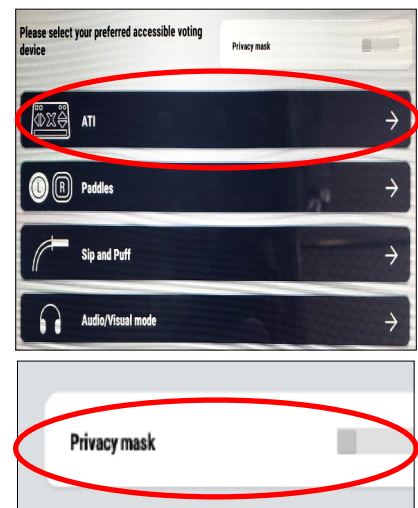 Please select your preferred accessible voting
device
Privacy mask
ATI
L R Paddles
Sip and Puff
Audio/Visual mode
Privacy mask